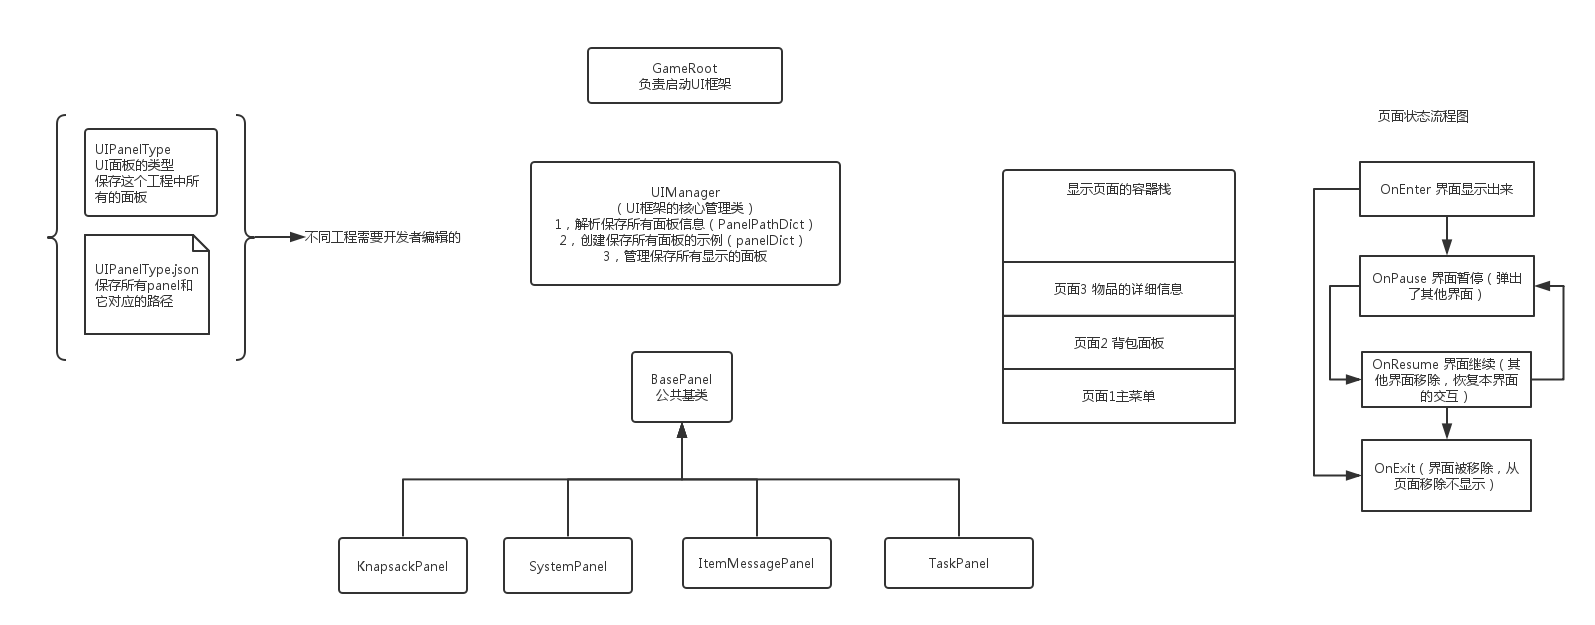 GameRoot
负责启动UI框架
UIPanelType
UI面板的类型
保存这个工程中所
有的面板
UIPanelType.json
保存所有panel和
它对应的路径
不同工程需要开发者编辑的
UIManager
（UI框架的核心管理类）
1，解析保存所有面板信息（PanelPathDict）
2，创建保存所有面板的示例（panelDict）
3，管理保存所有显示的面板
BasePanel
公共基类
KnapsackPanel
SystemPanel
ItemMessagePanel
TaskPanel
显示页面的容器栈
页面3 物品的详细信息
页面2 背包面板
页面1主菜单
页面状态流程图
OnEnter 界面显示出来
OnPause 界面暂停（弹出
了其他界面）
OnResume 界面继续（其
他界面移除，恢复本界面
的交互）
OnExit（界面被移除，从
页面移除不显示）